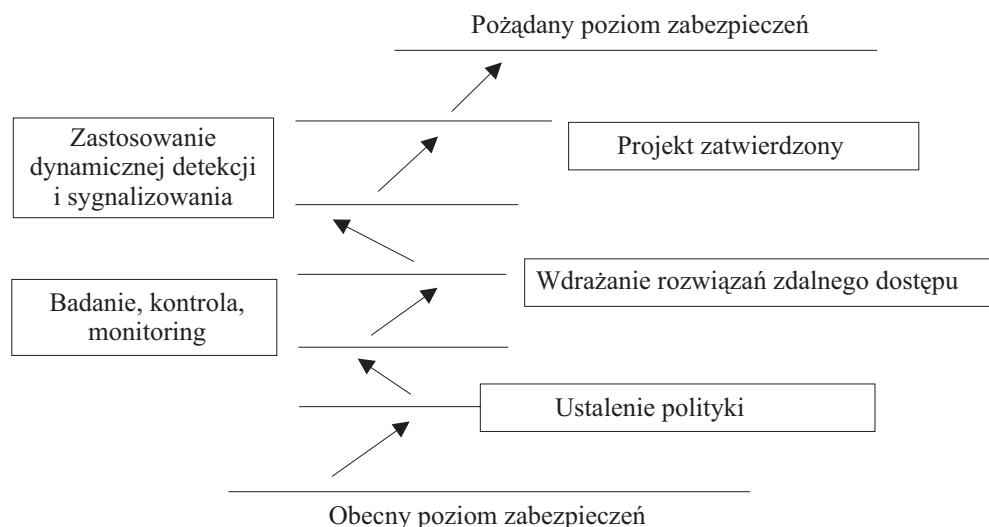 Pożądany poziom zabezpieczeń
Zastosowanie
dynamicznej detekcji
i sygnalizowania
Projekt zatwierdzony
Badanie, kontrola,
monitoring
Wdrażanie rozwiązań zdalnego dostępu
Ustalenie polityki
Obecny poziom zabezpieczeń